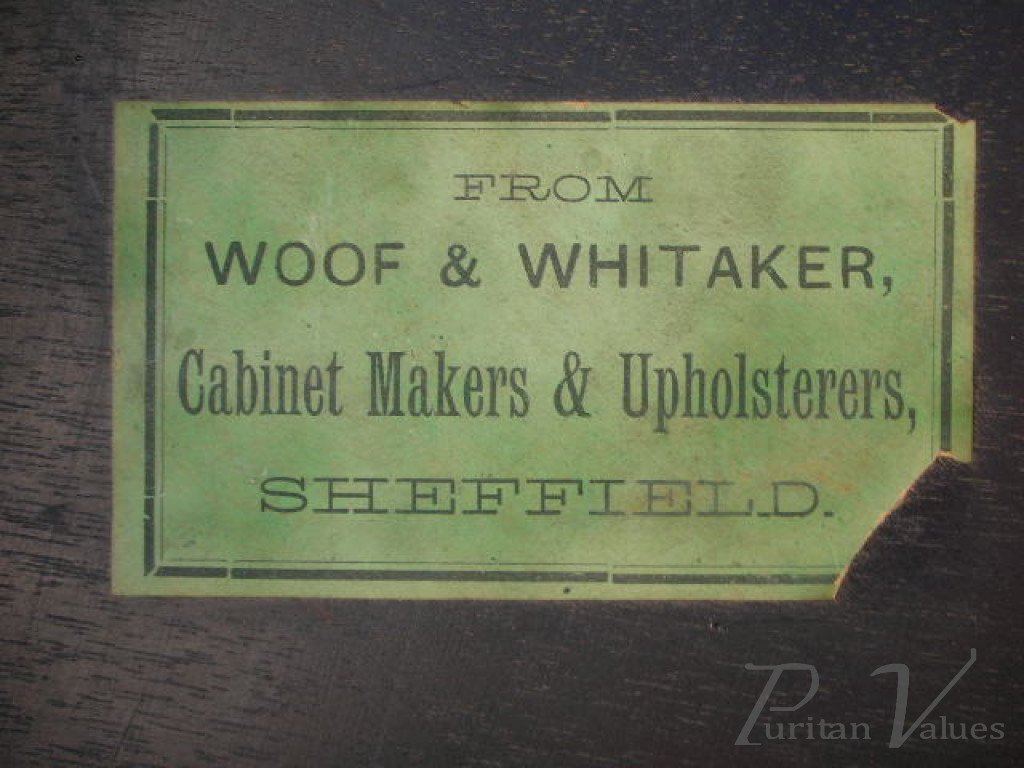 FROM
WOOF & WHITAKER,
Cabinet Makers & Upholsterers,
SHEFFIELD.
Puritan Values